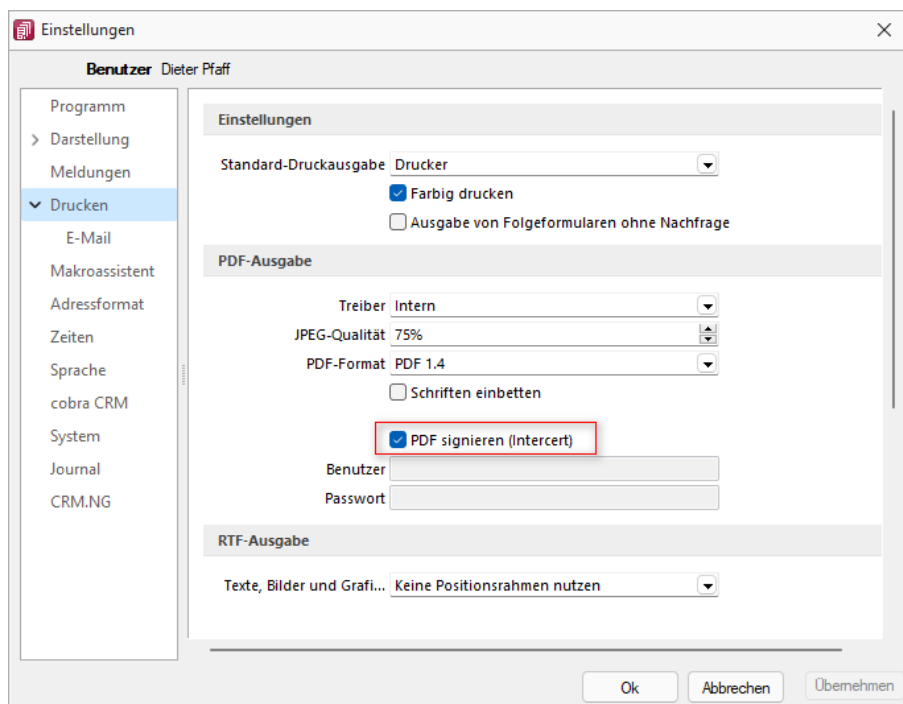 Einstellungen
Benutzer Dieter Pfaff
Programm
Darstellung
Meldungen
Drucken
E-Mail
Makroassistent
Adressformat
Zeiten
Sprache
cobra CRM
System
Journal
CRM.NG
Einstellungen
Standard-Druckausgabe Drucker
Farbig drucken
Ausgabe von Folgeformularen ohne Nachfrage
PDF-Ausgabe
Treiber Intern
JPEG-Qualität 75%
PDF-Format PDF 1.4
Schriften einbetten
PDF signieren (Intercert)
Benutzer
Passwort
RTF-Ausgabe
Texte, Bilder und Grafi... Keine Positionsrahmen nutzen
Ok Abbrechen Übernehmen